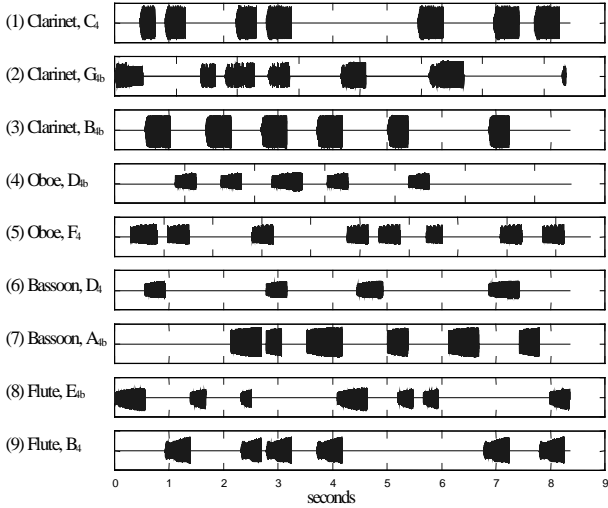 (1) Clarinet, C4
(2) Clarinet, G4b
(3) Clarinet, B4b
(4) Oboe, D4b
(5) Oboe, F4
(6) Bassoon, D4
(7) Bassoon, A4b
(8) Flute, E4b
(9) Flute, B4
0 1 2 3 4 5 6 7 8 9
seconds